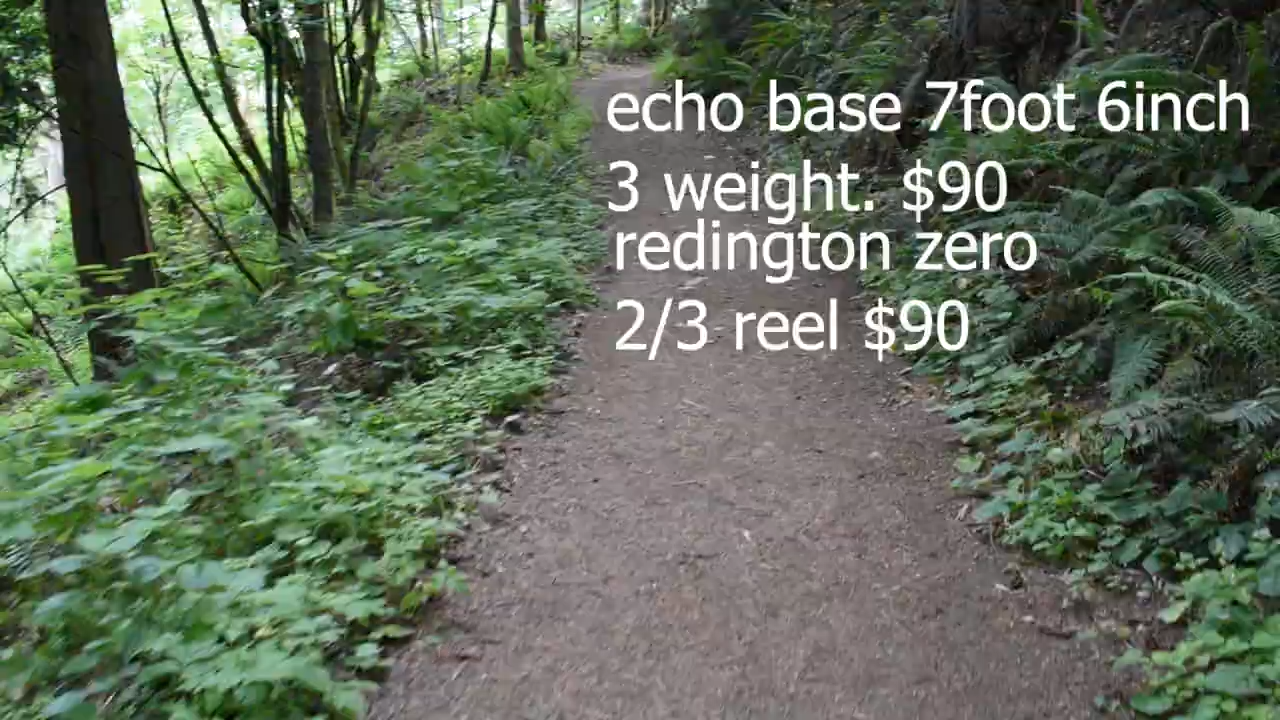 echo base 7foot 6inch
3 weight. $90
redington zero
2/3 reel $90